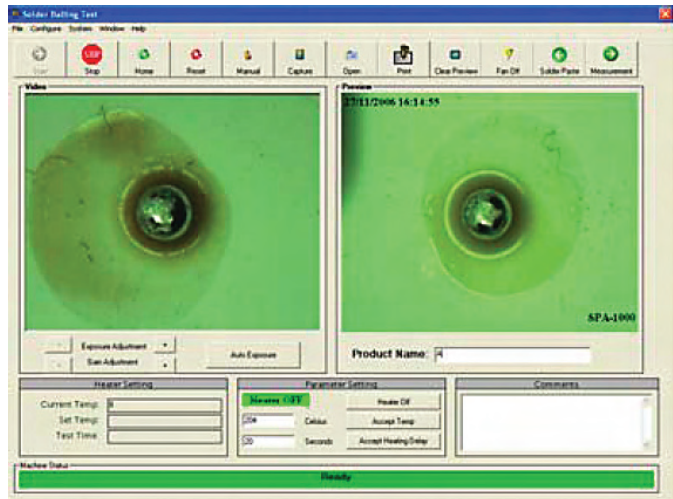 Solder Balling Test
File Configure System Window Help
Start Stop Home Reset Manual Capture Open Print Clear Preview Fan Off Solder Paste Measurement
Video Preview
27/11/2006 16:14:55
SPA-1000
- Exposure Adjustment +
- Gain Adjustment +
Auto Exposure
Product Name: A
Heater Setting Parameter Setting Comments
Current Temp:
Set Temp:
Test Time:
Heater OFF Heater Off
Celsius Accept Temp
20 Seconds Accept Heating Delay
Machine Status
Ready